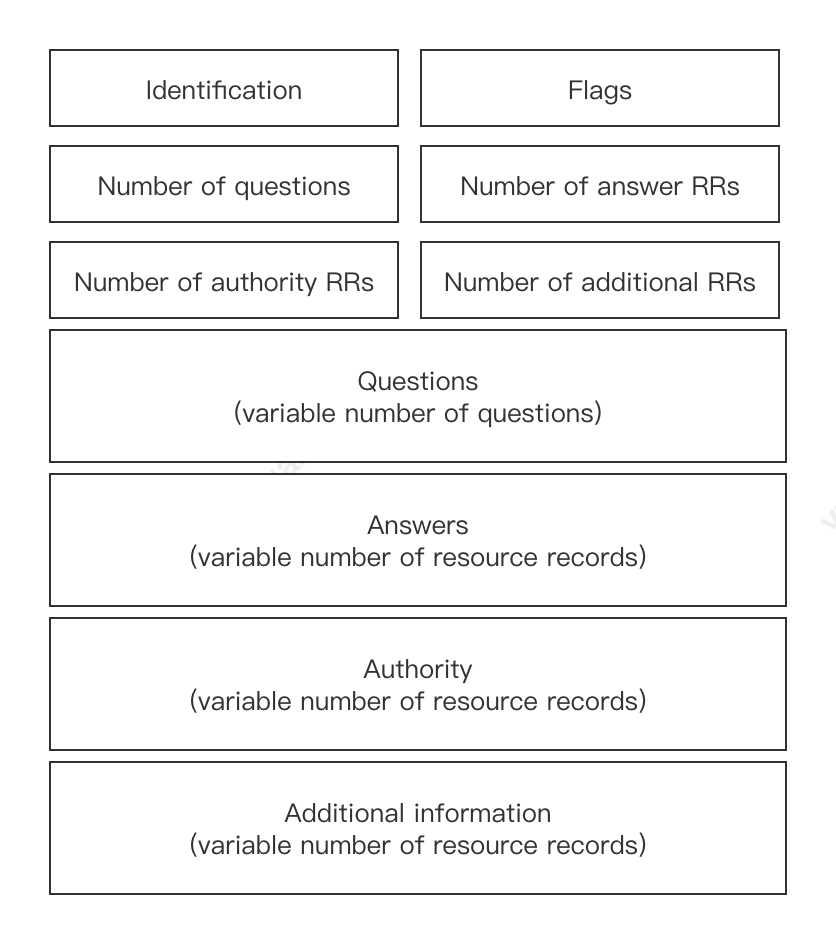 Identification
Flags
Number of questions
Number of answer RRs
Number of authority RRs
Number of additional RRs
Questions
(variable number of questions)
Answers
(variable number of resource records)
Authority
(variable number of resource records)
Additional information
(variable number of resource records)